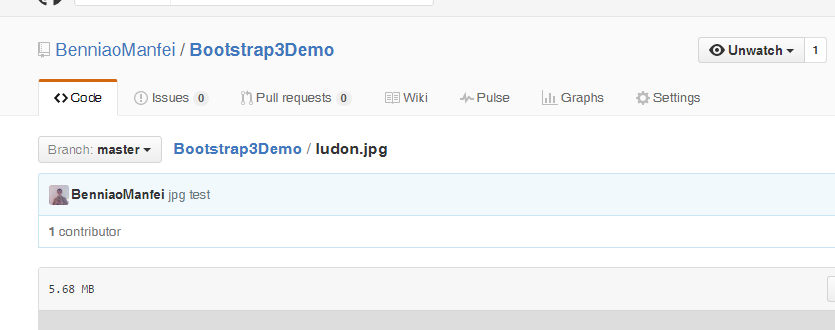 BenniaoManfei / Bootstrap3Demo
Unwatch 1
Code Issues 0 Pull requests 0 Wiki Pulse Graphs Settings
Branch: master Bootstrap3Demo / ludon.jpg
BenniaoManfei jpg test
1 contributor
5.68 MB